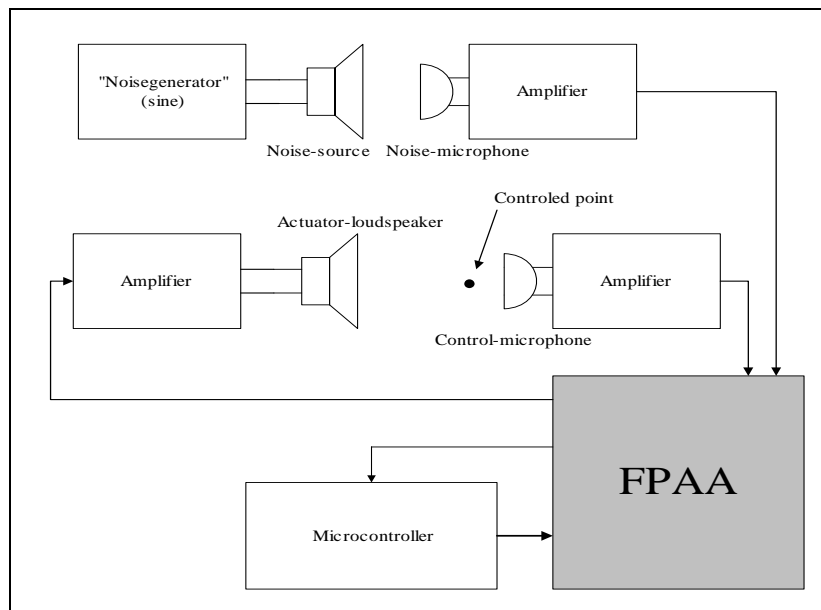 "Noisegenerator"
(sine)
Amplifier
Noise-source
Noise-microphone
Controled point
Actuator-loudspeaker
Amplifier
Amplifier
Control-microphone
FPAA
Microcontroller